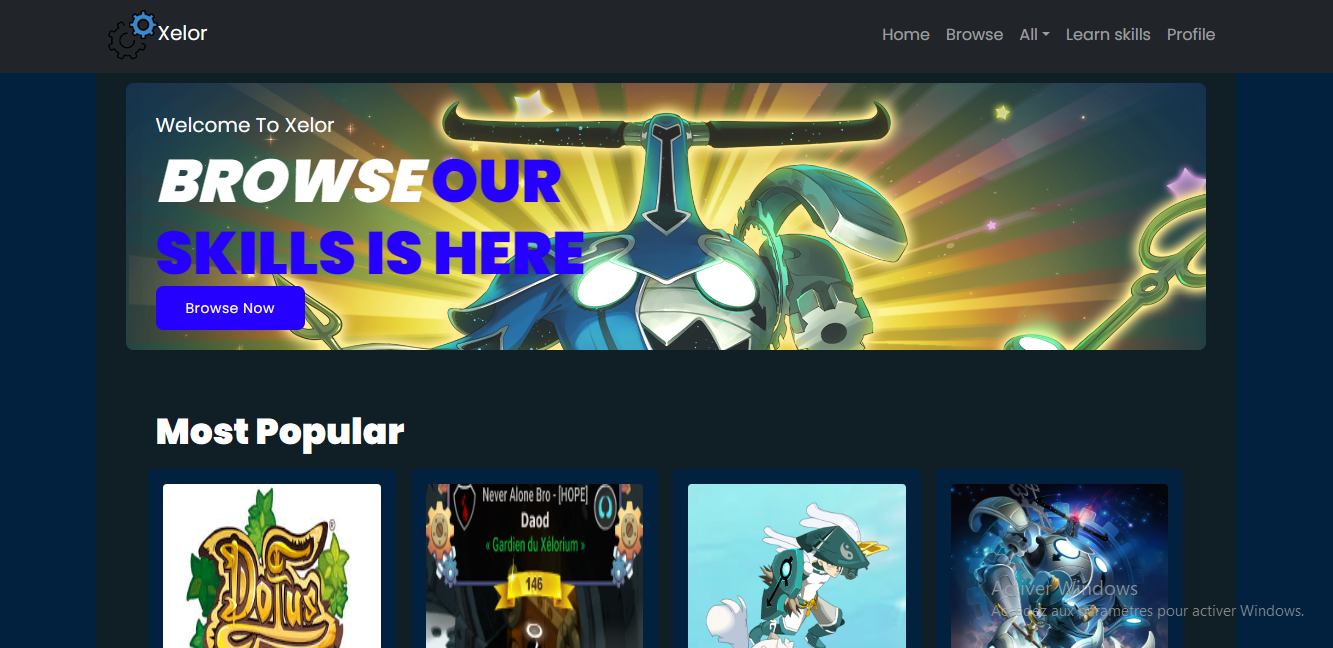 Xelor
Home Browse All Learn skills Profile
Welcome To Xelor
BROWSE OUR
SKILLS IS HERE
Browse Now
Most Popular
DOFUS
®
Never Alone Bro - [HOPE]
Daod
« Gardien du Xélorium »
146
Activer Windows
Accédez aux paramètres pour activer Windows.